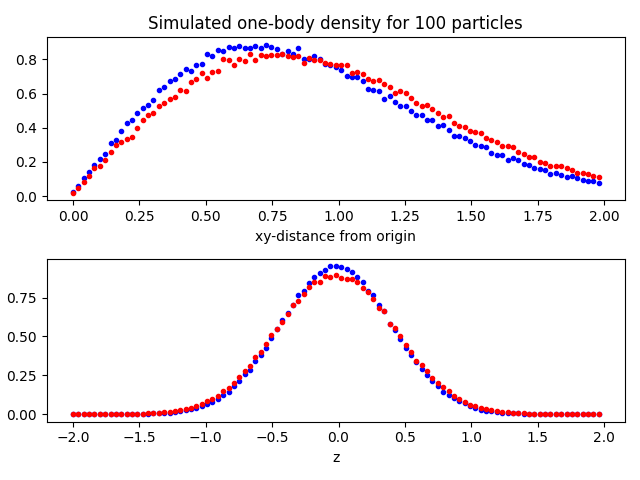 Simulated one-body density for 100 particles
0.8
0.6
0.4
0.2
0.0
0.00 0.25 0.50 0.75 1.00 1.25 1.50 1.75 2.00
xy-distance from origin
0.75
0.50
0.25
0.00
−2.0 −1.5 −1.0 −0.5 0.0 0.5 1.0 1.5 2.0
z